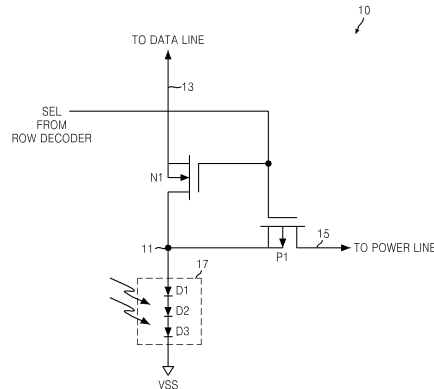 10
TO DATA LINE
13
SEL
FROM
ROW DECODER
N1
15
TO POWER LINE
11
P1
17
D1
D2
D3
VSS